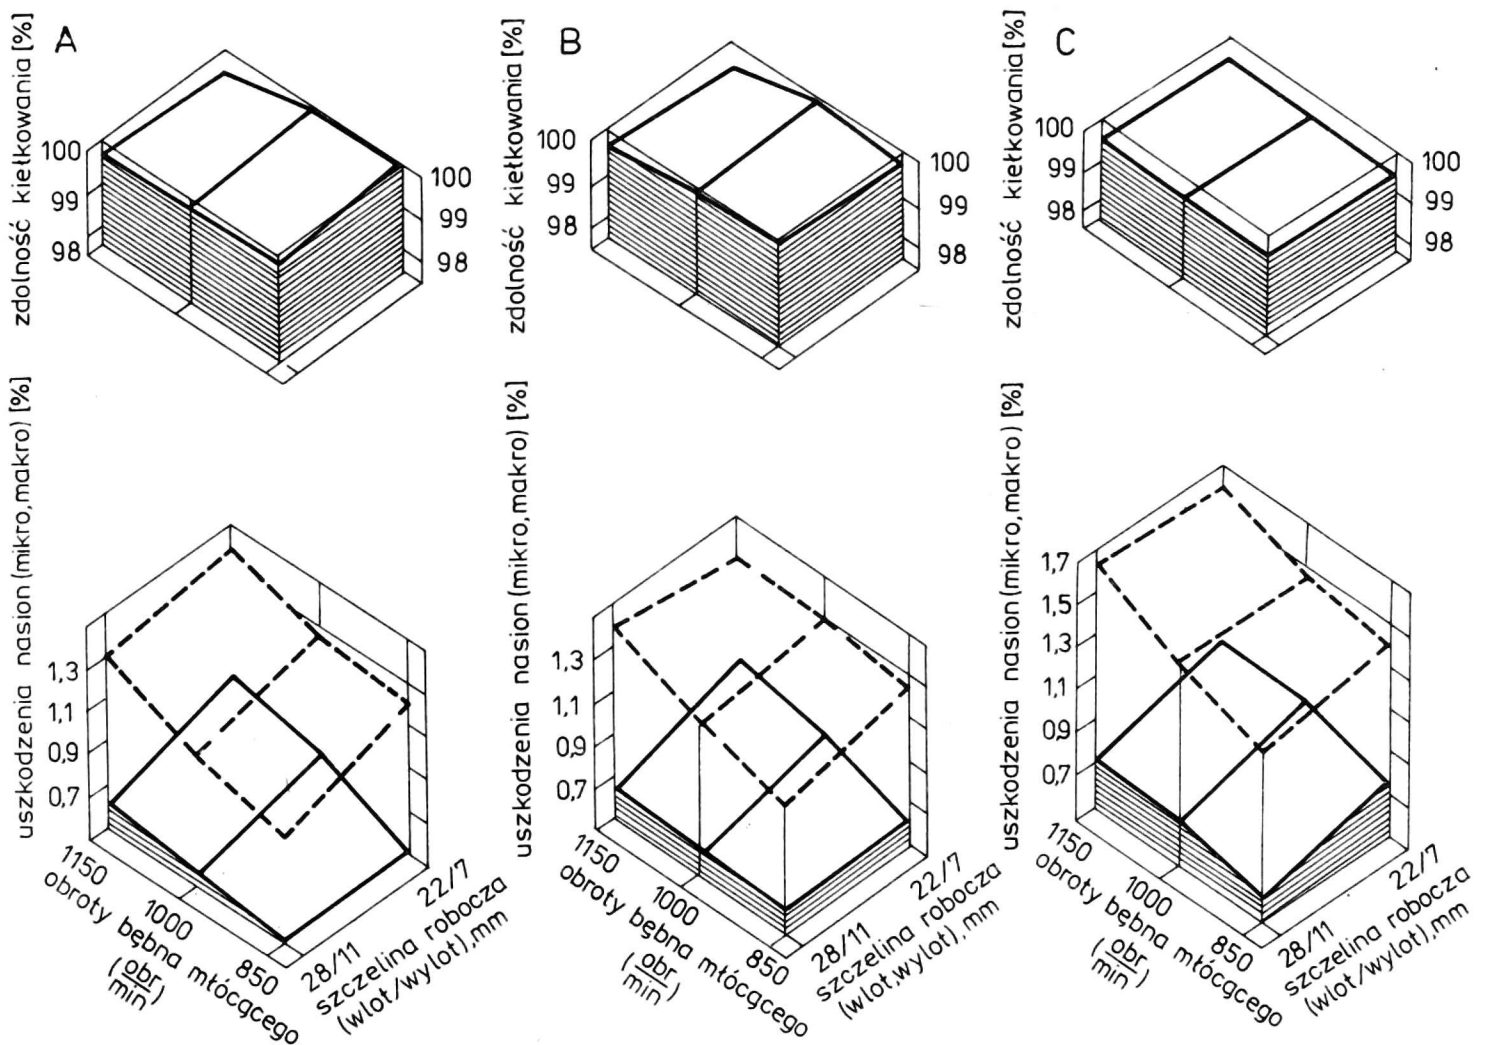 A
B
C
zdolność kiełkowania [%]
100
99
98
100
99
98
zdolność kiełkowania [%]
100
99
98
100
99
98
zdolność kiełkowania [%]
100
99
98
100
99
98
uszkodzenia nasion (mikro,makro) [%]
1,3
1,1
0,9
0,7
1150
1000
850
obroty bębna młócącego
(obr
min)
28/11
22/7
szczelina robocza
(wlot/wylot),mm
uszkodzenia nasion (mikro,makro) [%]
1,3
1,1
0,9
0,7
1150
1000
850
obroty bębna młócącego
(obr
min)
28/11
22/7
szczelina robocza
(wlot,wylot),mm
uszkodzenia nasion (mikro,makro) [%]
1,7
1,5
1,3
1,1
0,9
0,7
1150
1000
850
obroty bębna młócącego
(obr
min)
28/11
22/7
szczelina robocza
(wlot/wylot),mm